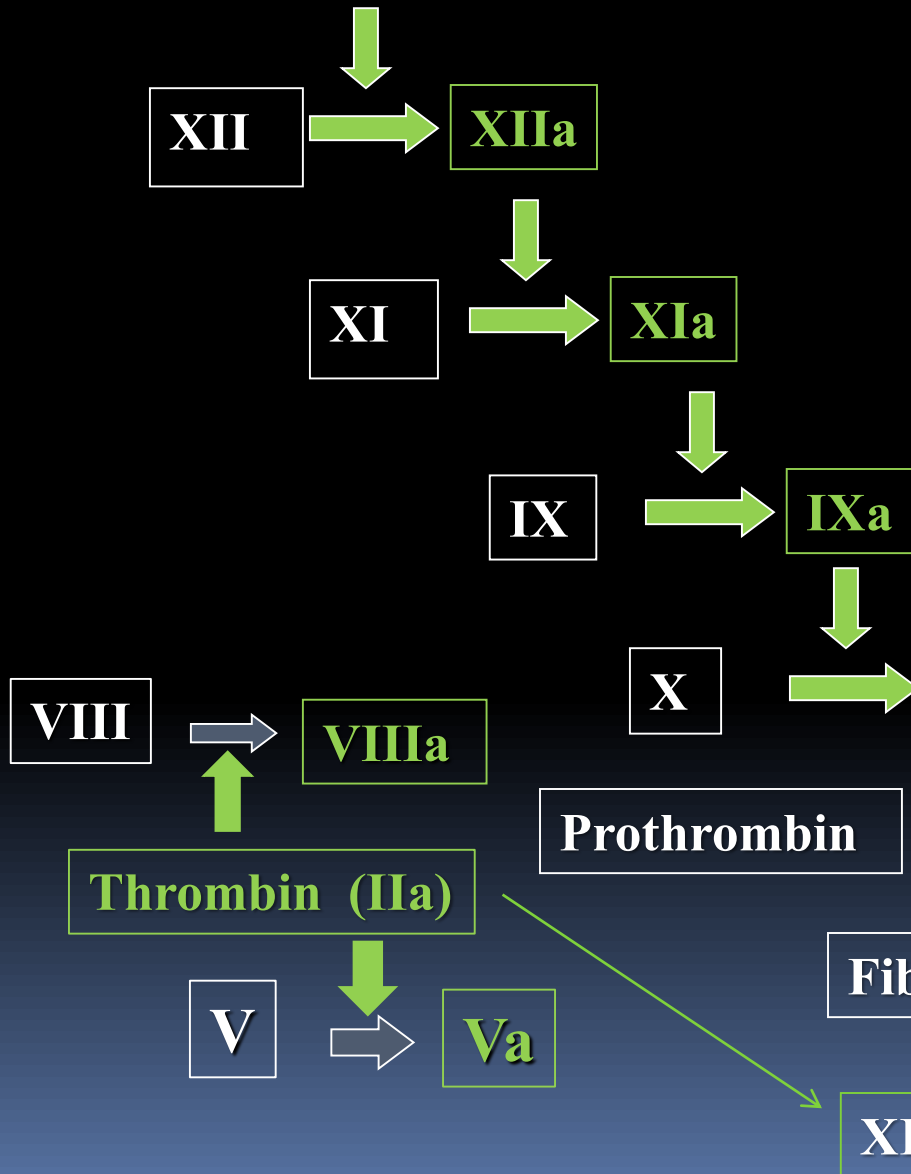 XII
XIIa
XI
XIa
IX
IXa
X
VIII
VIIIa
Prothrombin
Thrombin (IIa)
V
Va